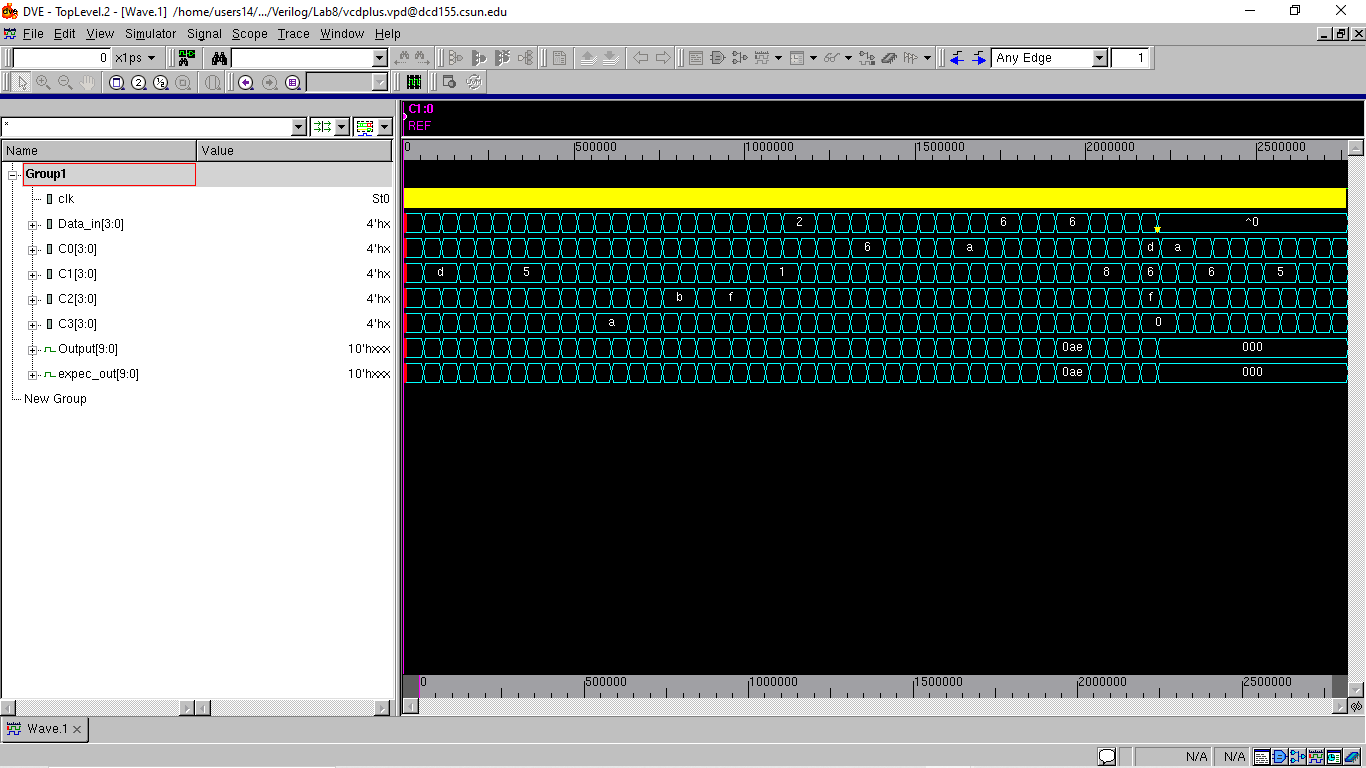 DVE - TopLevel.2 - [Wave.1]  /home/users14/.../Verilog/Lab8/vcdplus.vpd@dcd155.csun.edu
File Edit View Simulator Signal Scope Trace Window Help
0 x1ps Any Edge 1
2 ½
*
C1:0
REF
Name Value
0 500000 1000000 1500000 2000000 2500000
Group1
clk St0
Data_in[3:0] 4'hx 2 6 6 ^0
C0[3:0] 4'hx 6 a d a
C1[3:0] 4'hx d 5 1 8 6 6 5
C2[3:0] 4'hx b f f
C3[3:0] 4'hx a 0
Output[9:0] 10'hxxx 0ae 000
expec_out[9:0] 10'hxxx 0ae 000
New Group
0 500000 1000000 1500000 2000000 2500000
Wave.1
N/A N/A